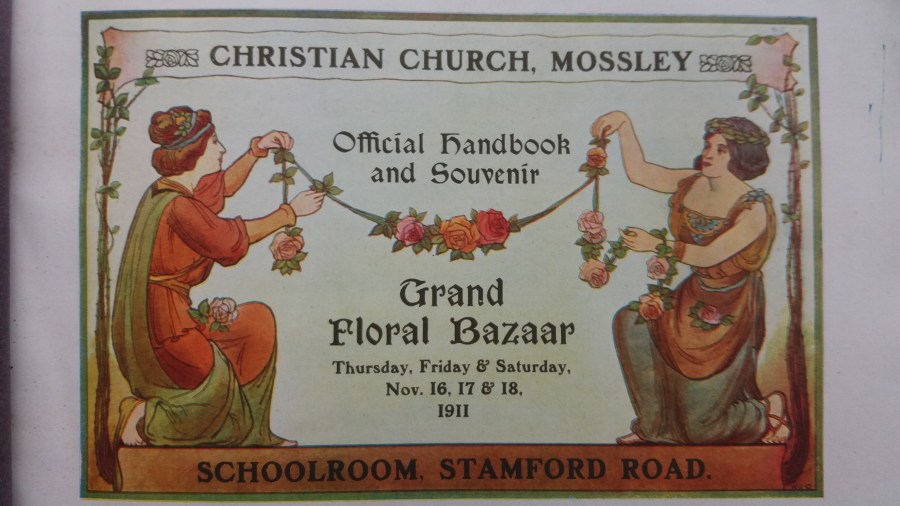 CHRISTIAN CHURCH, MOSSLEY
Official Handbook
and Souvenir
Grand
Floral Bazaar
Thursday, Friday & Saturday,
Nov. 16, 17 & 18,
1911
SCHOOLROOM, STAMFORD ROAD.